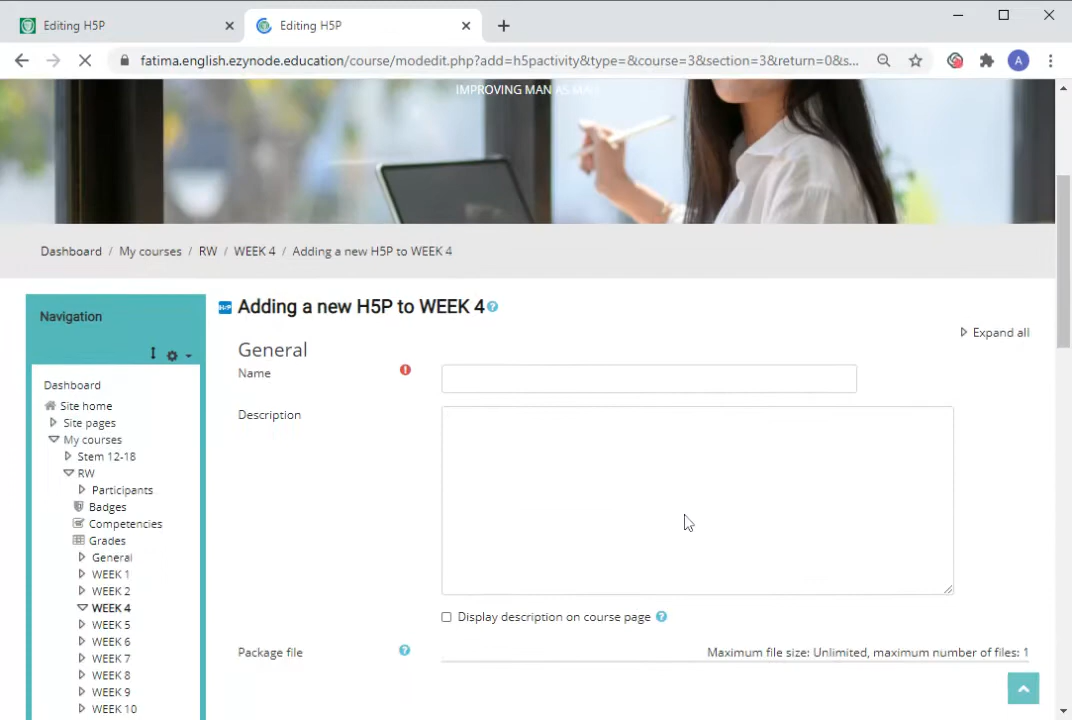 Editing H5P
Editing H5P
fatima.english.ezynode.education/course/modedit.php?add=h5pactivity&type=&course=3&section=3&return=0&s...
A
IMPROVING MAN AS MAN
Dashboard / My courses / RW / WEEK 4 / Adding a new H5P to WEEK 4
Navigation
Dashboard
Site home
Site pages
My courses
Stem 12-18
RW
Participants
Badges
Competencies
Grades
General
WEEK 1
WEEK 2
WEEK 4
WEEK 5
WEEK 6
WEEK 7
WEEK 8
WEEK 9
WEEK 10
H5P Adding a new H5P to WEEK 4
Expand all
General
Name
Description
Display description on course page
Package file
Maximum file size: Unlimited, maximum number of files: 1